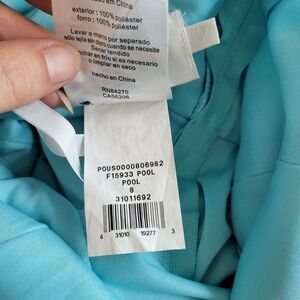 exterior : 100% poliéster
forro : 100% poliéster
Lavar a mano por separado
sólo lejía sin cloro cuando se
necesite
Secar tendido
planchar en frío si es necesario
o limpiar en seco
hecho en China
RN84270
CA56206
POUS0000806982
F15933 POOL
POOL
8
31011692
4 31010 19277 3